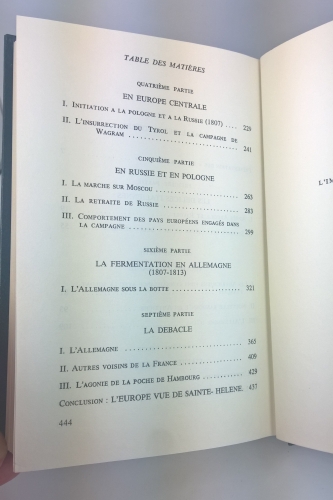 TABLE DES MATIÈRES
QUATRIÈME PARTIE
EN EUROPE CENTRALE
I. INITIATION A LA POLOGNE ET A LA RUSSIE (1807) .... 225
II. L'INSURRECTION DU TYROL ET LA CAMPAGNE DE
WAGRAM ........................ 241
CINQUIÈME PARTIE
EN RUSSIE ET EN POLOGNE
I. LA MARCHE SUR MOSCOU ..................... 263
II. LA RETRAITE DE RUSSIE ..................... 285
III. COMPORTEMENT DES PAYS EUROPÉENS ENGAGÉS DANS
LA CAMPAGNE ........................ 299
SIXIÈME PARTIE
LA FERMENTATION EN ALLEMAGNE
(1807-1813)
I. L'ALLEMAGNE SOUS LA BOTTE ................ 321
SEPTIÈME PARTIE
LA DEBACLE
I. L'ALLEMAGNE ........................ 365
II. AUTRES VOISINS DE LA FRANCE ............... 409
III. L'AGONIE DE LA POCHE DE HAMBOURG ............ 429
CONCLUSION : L'EUROPE VUE DE SAINTE-HELENE. 437
444
L'IM